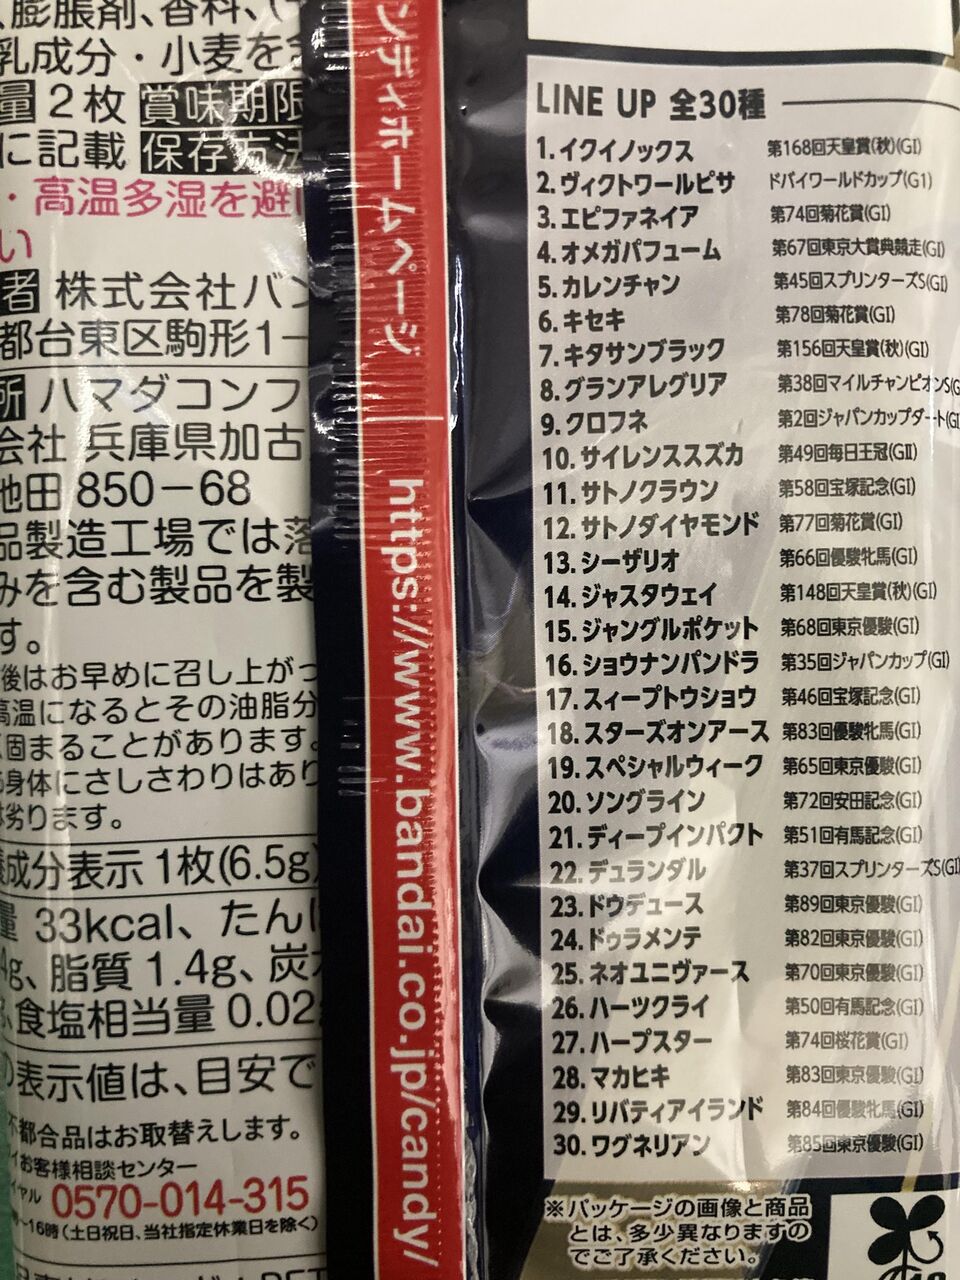 膨脹剤、香料、
乳成分・小麦を
量 2枚 賞味期限
に記載 保存方法
・高温多湿を避
い
者 株式会社バン
都台東区駒形1－
所 ハマダコンフ
会社 兵庫県加古
池田 850－68
品製造工場では落
みを含む製品を製
す。
後はお早めに召し上がっ
高温になるとその油脂分
固まることがあります。
身体にさしさわりはあり
劣ります。
成分表示 1枚(6.5g)
量 33kcal、たんぱ
4g、脂質 1.4g、炭
食塩相当量 0.02
表示値は、目安で
不都合品はお取替えします。
イお客様相談センター
ヤル 0570-014-315
～16時(土日祝日、当社指定休業日を除く)
ンディホームページ
https://www.bandai.co.jp/candy/
LINE UP 全30種
1.イクイノックス 第168回天皇賞(秋)(GI)
2.ヴィクトワールピサ ドバイワールドカップ(G1)
3.エピファネイア 第74回菊花賞(GI)
4.オメガパフューム 第67回東京大賞典競走(GI)
5.カレンチャン 第45回スプリンターズS(GI)
6.キセキ 第78回菊花賞(GI)
7.キタサンブラック 第156回天皇賞(秋)(GI)
8.グランアレグリア 第38回マイルチャンピオンS(G
9.クロフネ 第2回ジャパンカップダート(GI
10.サイレンススズカ 第49回毎日王冠(GII)
11.サトノクラウン 第58回宝塚記念(GI)
12.サトノダイヤモンド 第77回菊花賞(GI)
13.シーザリオ 第66回優駿牝馬(GI)
14.ジャスタウェイ 第148回天皇賞(秋)(GI)
15.ジャングルポケット 第68回東京優駿(GI)
16.ショウナンパンドラ 第35回ジャパンカップ(GI)
17.スィープトウショウ 第46回宝塚記念(GI)
18.スターズオンアース 第83回優駿牝馬(GI)
19.スペシャルウィーク 第65回東京優駿(GI)
20.ソングライン 第72回安田記念(GI)
21.ディープインパクト 第51回有馬記念(GI)
22.デュランダル 第37回スプリンターズS(GI
23.ドウデュース 第89回東京優駿(GI)
24.ドゥラメンテ 第82回東京優駿(GI)
25.ネオユニヴァース 第70回東京優駿(GI)
26.ハーツクライ 第50回有馬記念(GI)
27.ハープスター 第74回桜花賞(GI)
28.マカヒキ 第83回東京優駿(GI)
29.リバティアイランド 第84回優駿牝馬(GI)
30.ワグネリアン 第85回東京優駿(GI)
※パッケージの画像と商品
とは、多少異なりますの
でご了承ください。